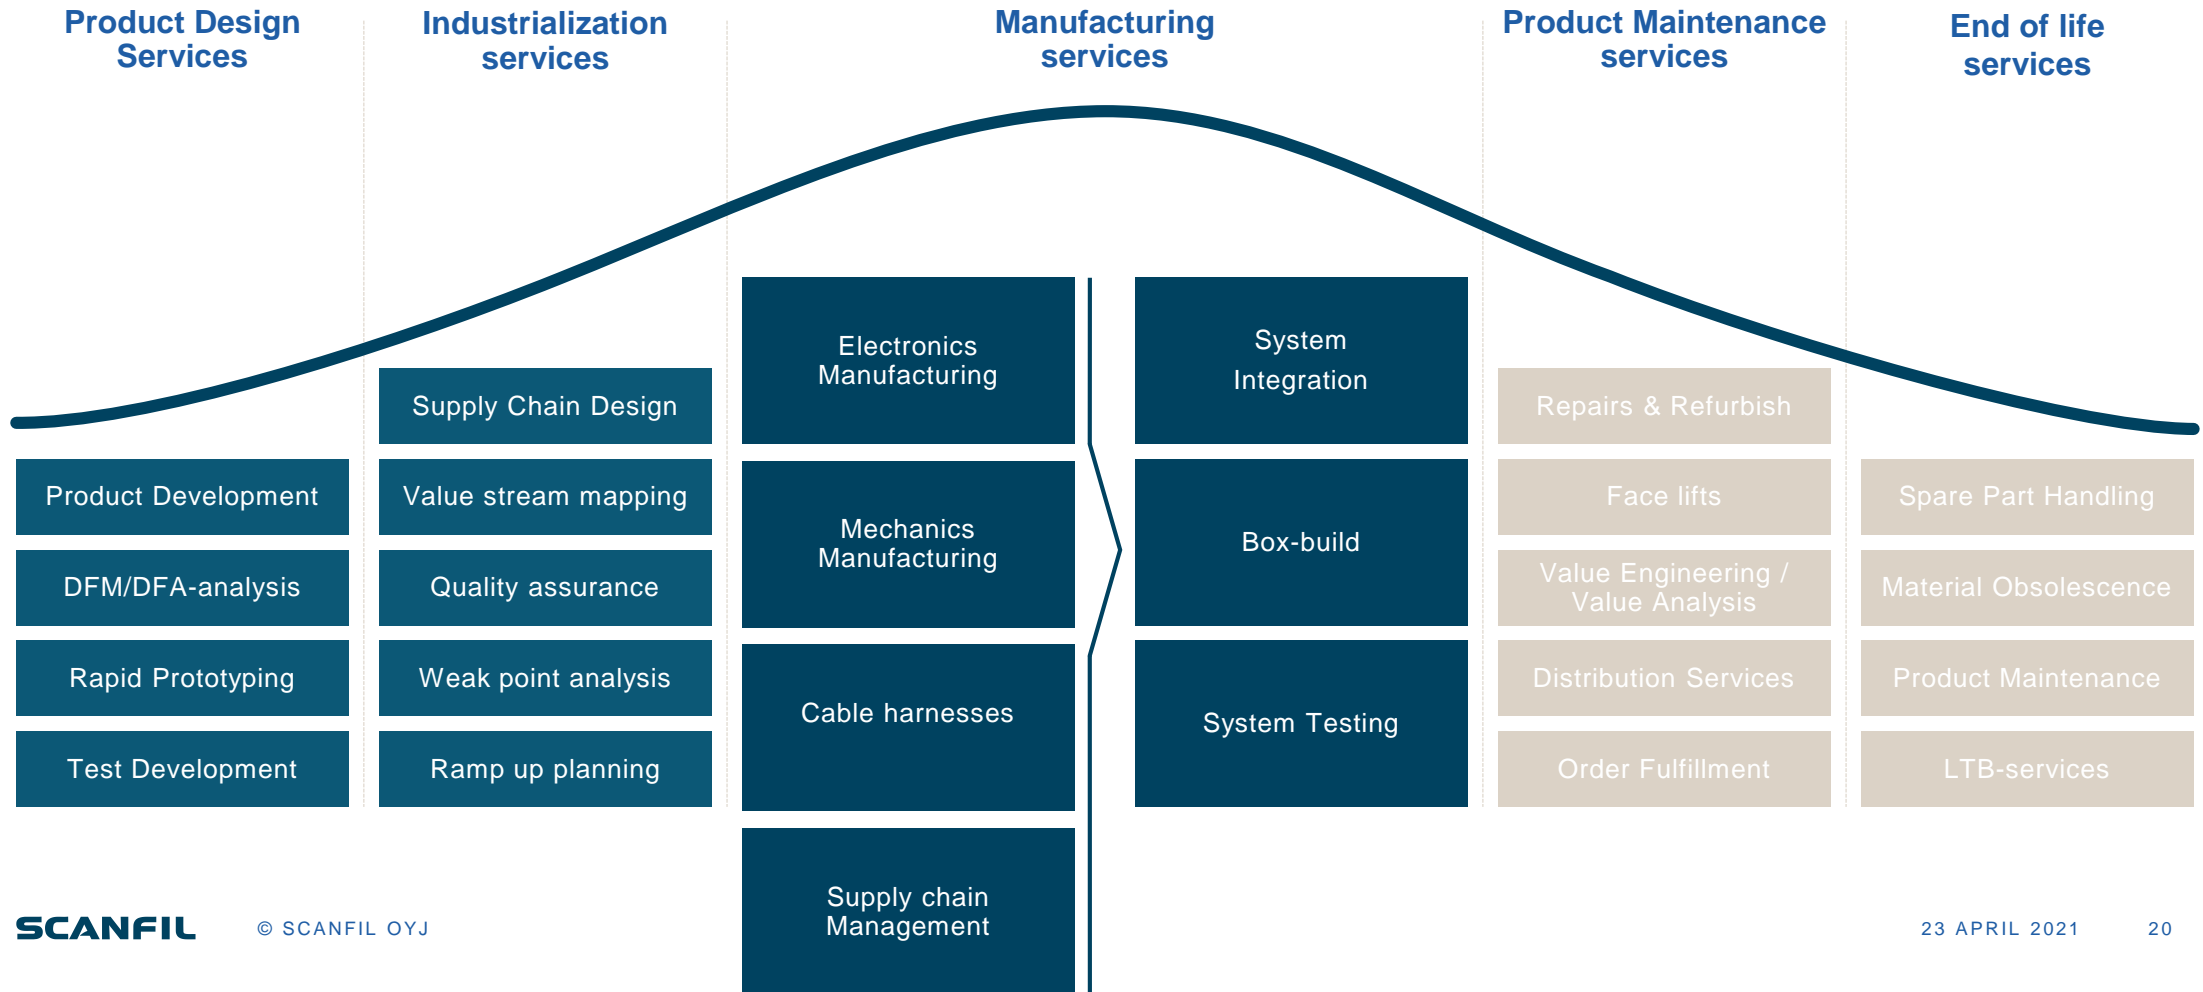 Product Design
Services
Industrialization
services
Manufacturing
services
Product Maintenance
services
End of life
services
Product Development
DFM/DFA-analysis
Rapid Prototyping
Test Development
Supply Chain Design
Value stream mapping
Quality assurance
Weak point analysis
Ramp up planning
Electronics
Manufacturing
Mechanics
Manufacturing
Cable harnesses
Supply chain
Management
System
Integration
Box-build
System Testing
Repairs & Refurbish
Face lifts
Value Engineering /
Value Analysis
Distribution Services
Order Fulfillment
Spare Part Handling
Material Obsolescence
Product Maintenance
LTB-services
SCANFIL
© SCANFIL OYJ
23 APRIL 2021
20